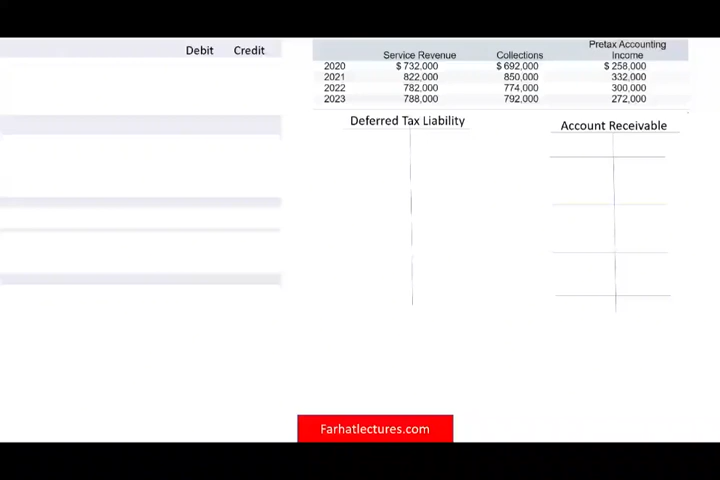 Debit Credit
Pretax Accounting
Service Revenue Collections Income
2020 $ 732,000 $ 692,000 $ 258,000
2021 822,000 850,000 332,000
2022 782,000 774,000 300,000
2023 788,000 792,000 272,000
Deferred Tax Liability
Account Receivable
Farhatlectures.com